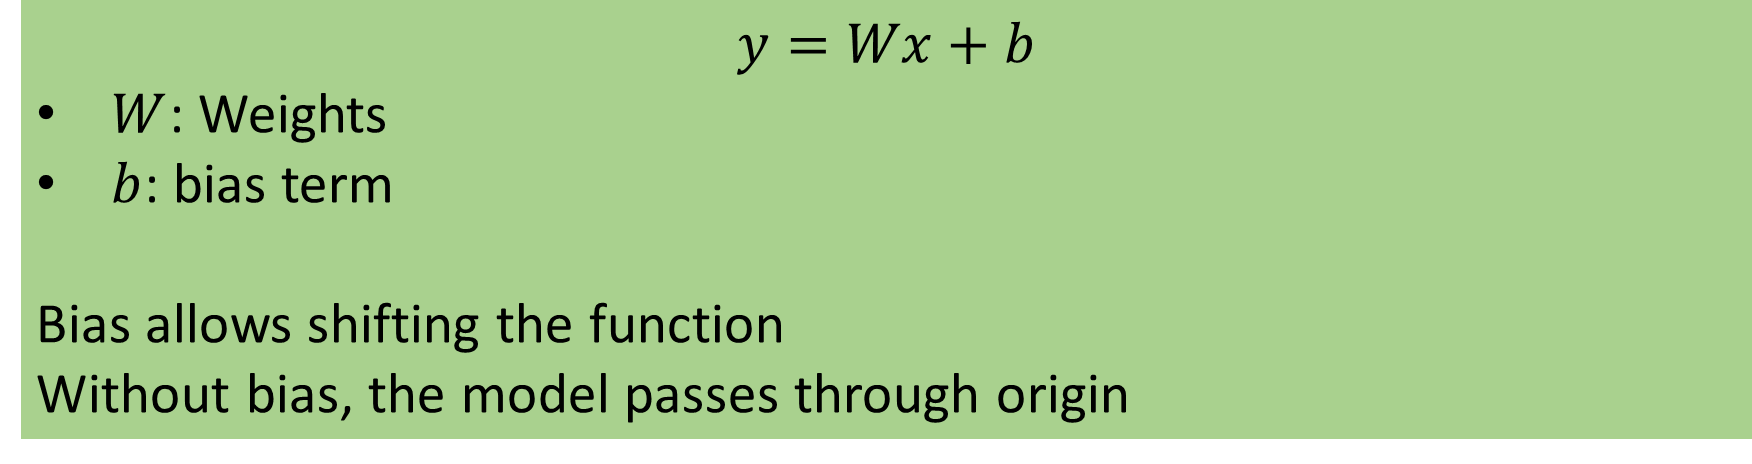 y = Wx + b
• W: Weights
• b: bias term
Bias allows shifting the function
Without bias, the model passes through origin